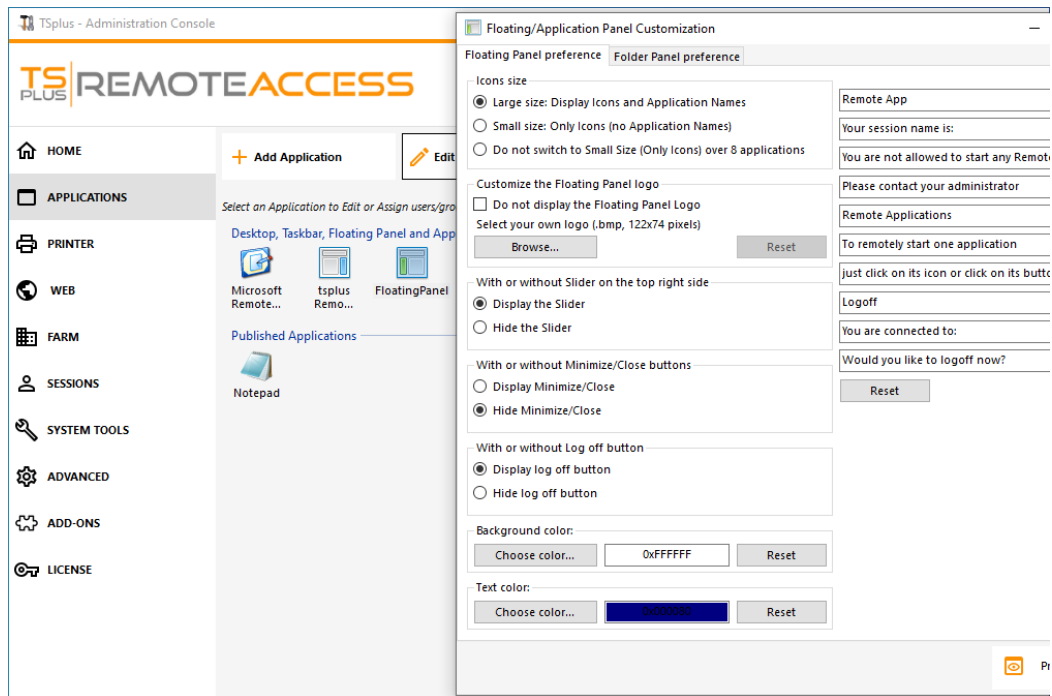 TSplus - Administration Console
TS PLUS REMOTEACCESS
HOME
APPLICATIONS
PRINTER
WEB
FARM
SESSIONS
SYSTEM TOOLS
ADVANCED
ADD-ONS
LICENSE
Add Application
Edit
Select an Application to Edit or Assign users/gro
Desktop, Taskbar, Floating Panel and App
Microsoft Remote...
tsplus Remo...
FloatingPanel
Published Applications
Notepad
Floating/Application Panel Customization
Floating Panel preference
Folder Panel preference
Icons size
Large size: Display Icons and Application Names
Small size: Only Icons (no Application Names)
Do not switch to Small Size (Only Icons) over 8 applications
Customize the Floating Panel logo
Do not display the Floating Panel Logo
Select your own logo (.bmp, 122x74 pixels)
Browse...
Reset
With or without Slider on the top right side
Display the Slider
Hide the Slider
With or without Minimize/Close buttons
Display Minimize/Close
Hide Minimize/Close
With or without Log off button
Display log off button
Hide log off button
Background color:
Choose color...
0xFFFFFF
Reset
Text color:
Choose color...
0x000080
Reset
Remote App
Your session name is:
You are not allowed to start any Remote
Please contact your administrator
Remote Applications
To remotely start one application
just click on its icon or click on its butto
Logoff
You are connected to:
Would you like to logoff now?
Reset
Pr